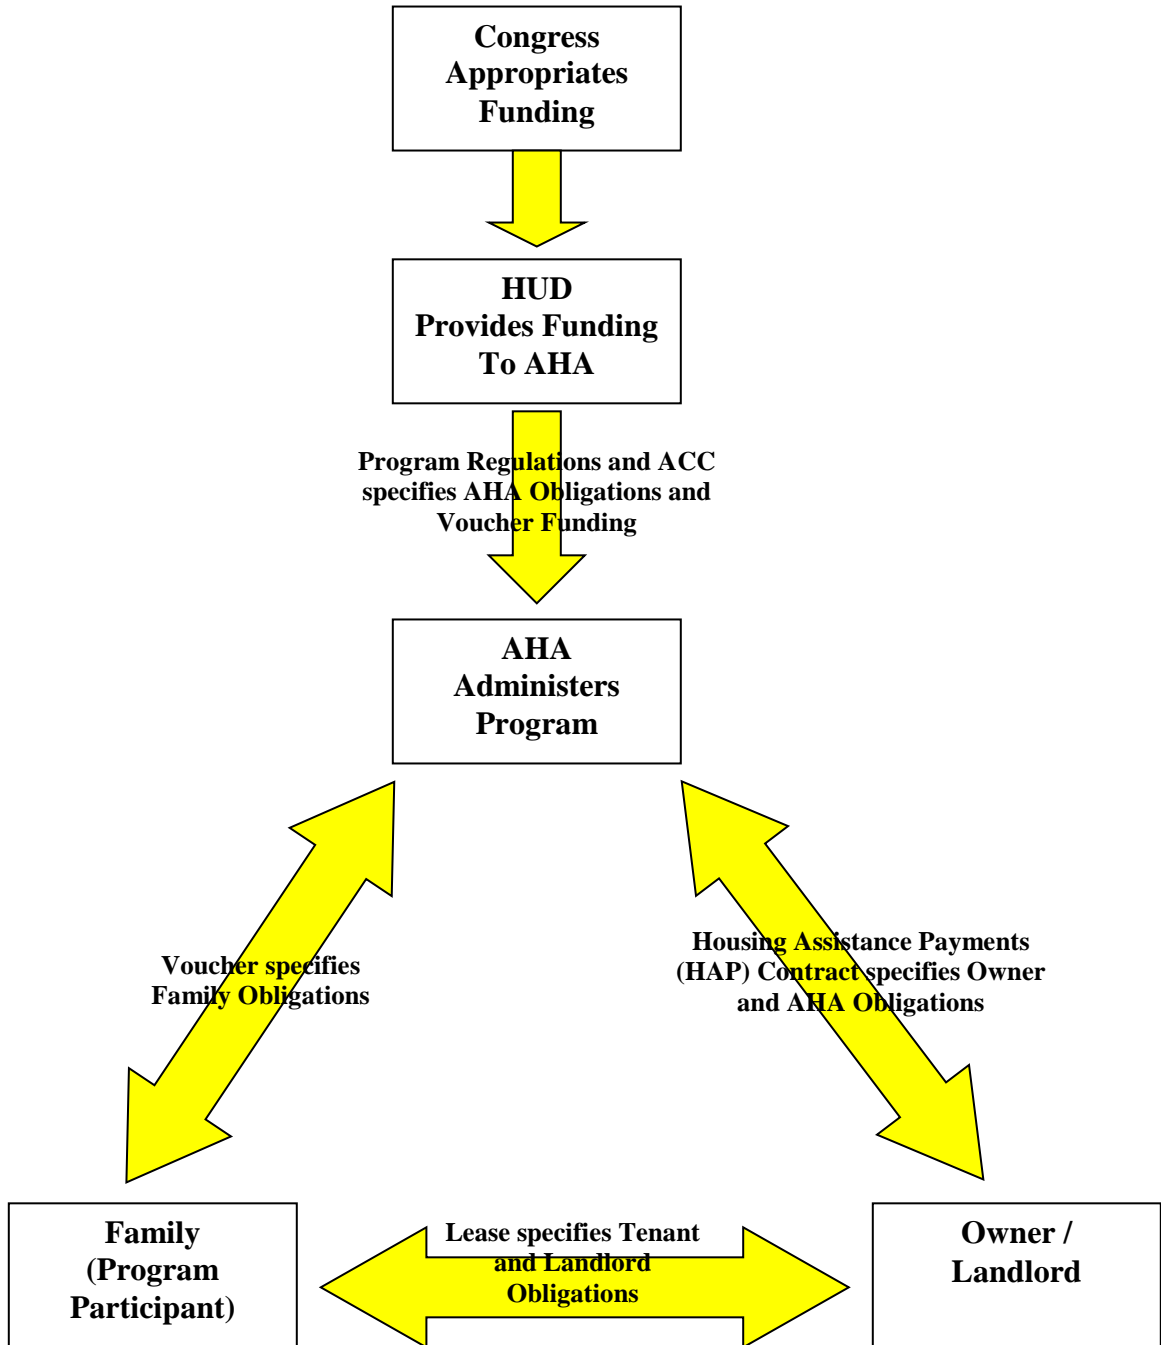 Congress
Appropriates
Funding
HUD
Provides Funding
To AHA
Program Regulations and ACC
specifies AHA Obligations and
Voucher Funding
AHA
Administers
Program
Voucher specifies
Family Obligations
Housing Assistance Payments
(HAP) Contract specifies Owner
and AHA Obligations
Family
(Program
Participant)
Lease specifies Tenant
and Landlord
Obligations
Owner /
Landlord